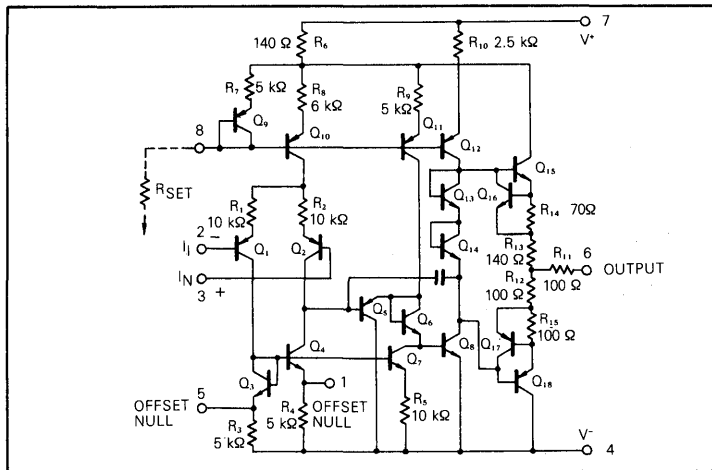 7
V+
140 Ω R6
R10 2.5 kΩ
R7 5 kΩ
R8 6 kΩ
R9 5 kΩ
Q9
Q10
Q11
Q12
8
RSET
Q15
Q13
Q16
R14 70Ω
R1 10 kΩ
R2 10 kΩ
Q14
R13 140 Ω
R11 100 Ω
6
OUTPUT
2 −
II
Q1
Q2
IN
3 +
R12 100 Ω
R15 100 Ω
Q5
Q6
Q17
Q4
Q7
Q8
Q18
Q3
1
5
OFFSET NULL
R4 5 kΩ
OFFSET NULL
R5 10 kΩ
R3 5 kΩ
V−
4